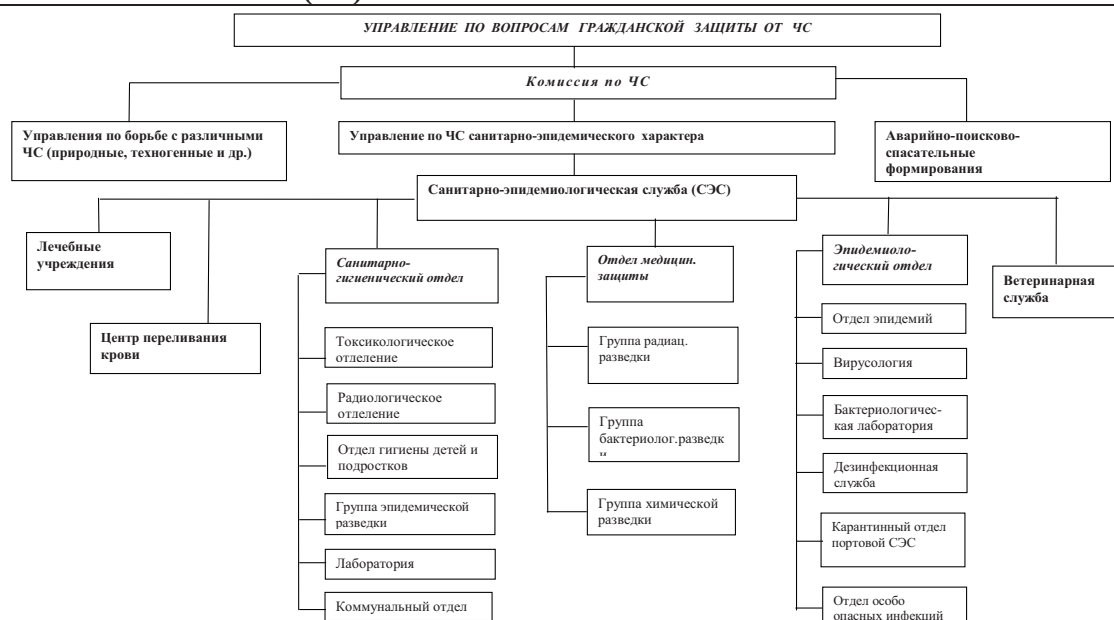 УПРАВЛЕНИЕ ПО ВОПРОСАМ ГРАЖДАНСКОЙ ЗАЩИТЫ ОТ ЧС
Комиссия по ЧС
Управления по борьбе с различными
ЧС (природные, техногенные и др.)
Управление по ЧС санитарно-эпидемического характера
Аварийно-поисково-
спасательные
формирования
Санитарно-эпидемиологическая служба (СЭС)
Лечебные
учреждения
Центр переливания
крови
Санитарно-
гигиенический отдел
Токсикологическое
отделение
Радиологическое
отделение
Отдел гигиены детей и
подростков
Группа эпидемической
разведки
Лаборатория
Коммунальный отдел
Отдел медицин.
защиты
Группа радиац.
разведки
Группа
бактериолог.разведк
и
Группа химической
разведки
Эпидемиоло-
гический отдел
Отдел эпидемий
Вирусология
Бактериологичес-
кая лаборатория
Дезинфекционная
служба
Карантинный отдел
портовой СЭС
Отдел особо
опасных инфекций
Ветеринарная
служба